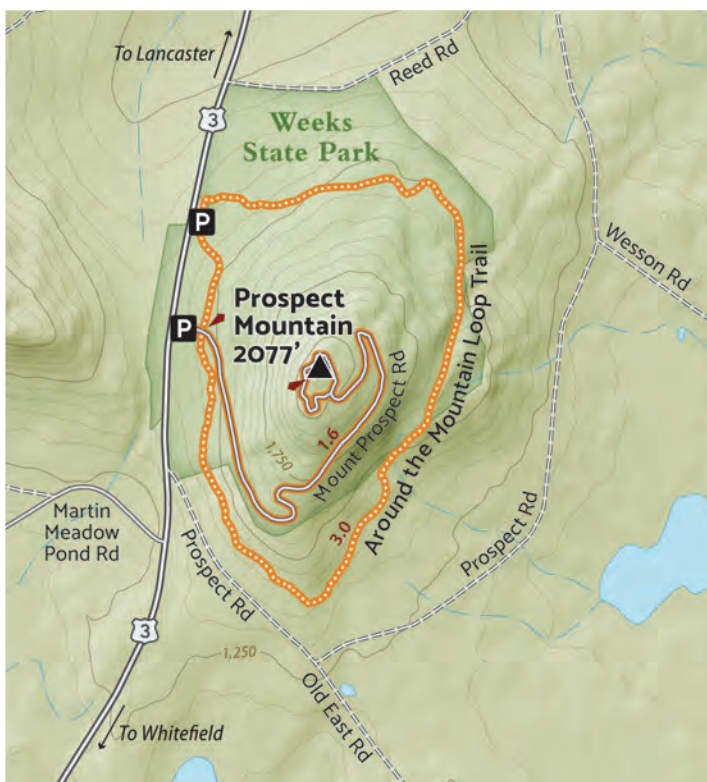 To Lancaster
Reed Rd
3
Weeks
State Park
P
Wesson Rd
P
Prospect
Mountain
2077'
Around the Mountain Loop Trail
Mount Prospect Rd
1.6
1,750
3.0
Martin
Meadow
Pond Rd
Prospect Rd
Prospect Rd
3
1,250
Old East Rd
To Whitefield